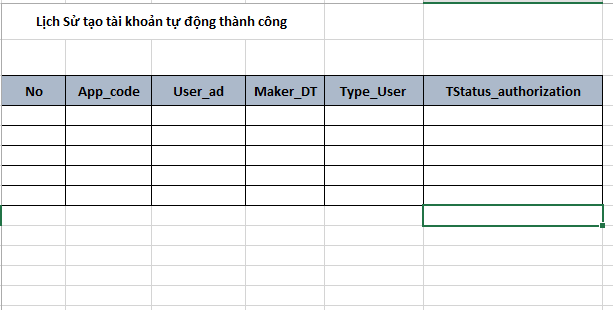 Lịch Sử tạo tài khoản tự động thành công
No App_code User_ad Maker_DT Type_User TStatus_authorization